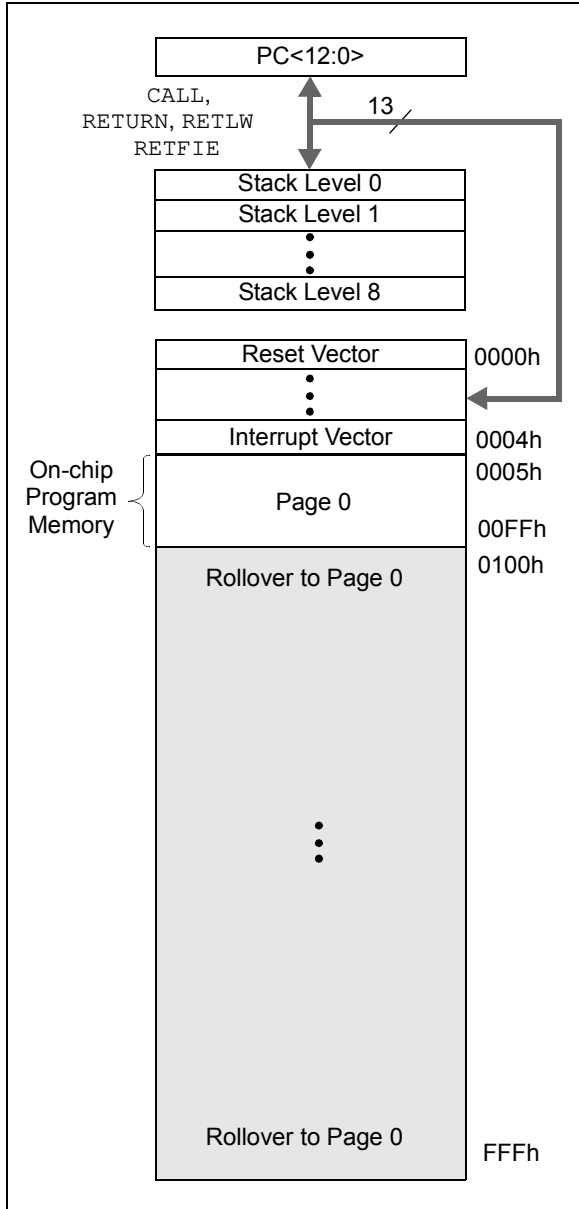 PC<12:0>
CALL,
RETURN, RETLW
RETFIE
13
Stack Level 0
Stack Level 1
Stack Level 8
Reset Vector
0000h
Interrupt Vector
0004h
On-chip
Program
Memory
Page 0
0005h
00FFh
Rollover to Page 0
0100h
Rollover to Page 0
FFFh